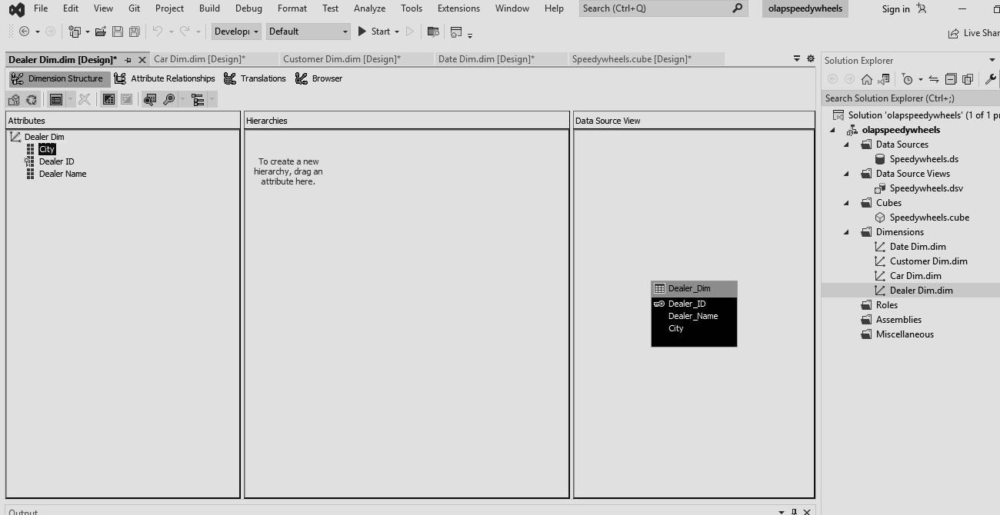 File Edit View Git Project Build Debug Format Test Analyze Tools Extensions Window Help Search (Ctrl+Q) olapspeedywheels Sign in
Develop Default Start Live Shar
Dealer Dim.dim [Design]* Car Dim.dim [Design]* Customer Dim.dim [Design]* Date Dim.dim [Design]* Speedywheels.cube [Design]*
Dimension Structure Attribute Relationships Translations Browser
Attributes
Dealer Dim
City
Dealer ID
Dealer Name
Hierarchies
To create a new
hierarchy, drag an
attribute here.
Data Source View
Dealer_Dim
Dealer_ID
Dealer_Name
City
Solution Explorer
Search Solution Explorer (Ctrl+;)
Solution 'olapspeedywheels' (1 of 1 pr
olapspeedywheels
Data Sources
Speedywheels.ds
Data Source Views
Speedywheels.dsv
Cubes
Speedywheels.cube
Dimensions
Date Dim.dim
Customer Dim.dim
Car Dim.dim
Dealer Dim.dim
Roles
Assemblies
Miscellaneous
Output